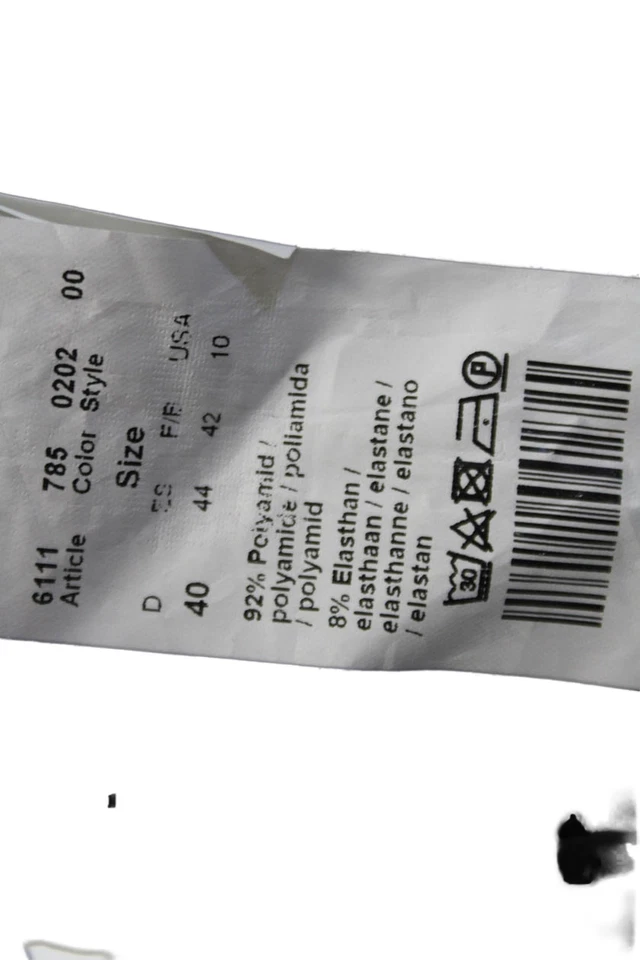 6111 785 0202 00
Article Color Style
Size
D ES F/B USA
40 44 42 10
92% Polyamid /
polyamide / poliamida
/ polyamid
8% Elasthan /
elasthaan / elastane /
elasthanne / elastano
/ elastan
30 P